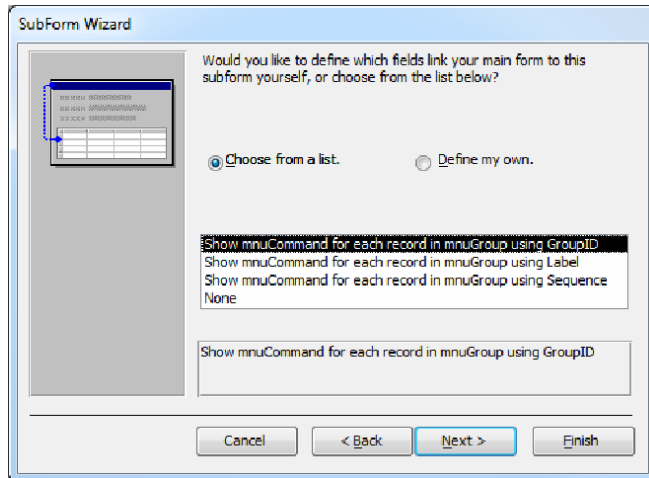 SubForm Wizard
Would you like to define which fields link your main form to this
subform yourself, or choose from the list below?
Choose from a list.
Define my own.
Show mnuCommand for each record in mnuGroup using GroupID
Show mnuCommand for each record in mnuGroup using Label
Show mnuCommand for each record in mnuGroup using Sequence
None
Show mnuCommand for each record in mnuGroup using GroupID
Cancel
< Back
Next >
Finish